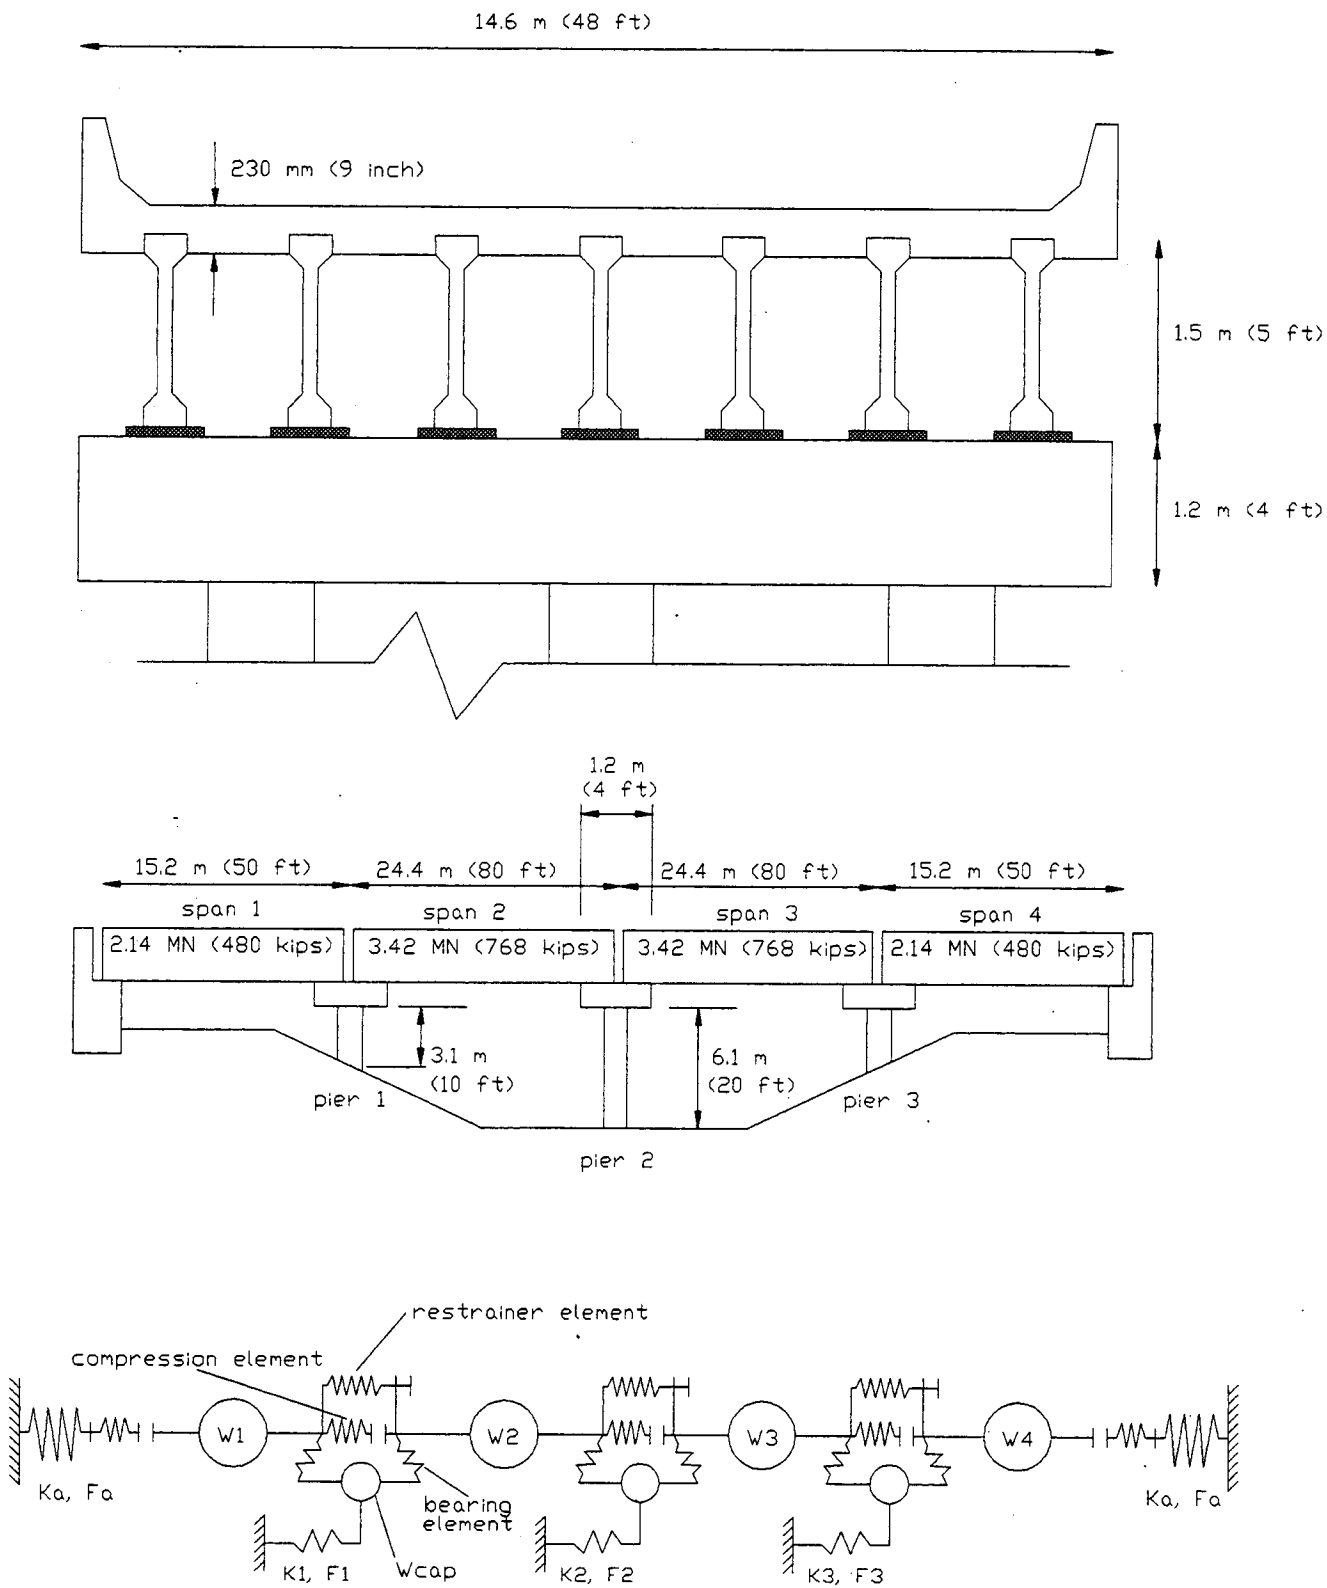 14.6 m (48 ft)
230 mm (9 inch)
1.5 m (5 ft)
1.2 m (4 ft)
1.2 m
(4 ft)
15.2 m (50 ft)
24.4 m (80 ft)
24.4 m (80 ft)
15.2 m (50 ft)
span 1
span 2
span 3
span 4
2.14 MN (480 kips)
3.42 MN (768 kips)
3.42 MN (768 kips)
2.14 MN (480 kips)
3.1 m
(10 ft)
6.1 m
(20 ft)
pier 1
pier 3
pier 2
restrainer element
compression element
W1
W2
W3
W4
Ka, Fa
bearing
element
Ka, Fa
K1, F1
Wcap
K2, F2
K3, F3